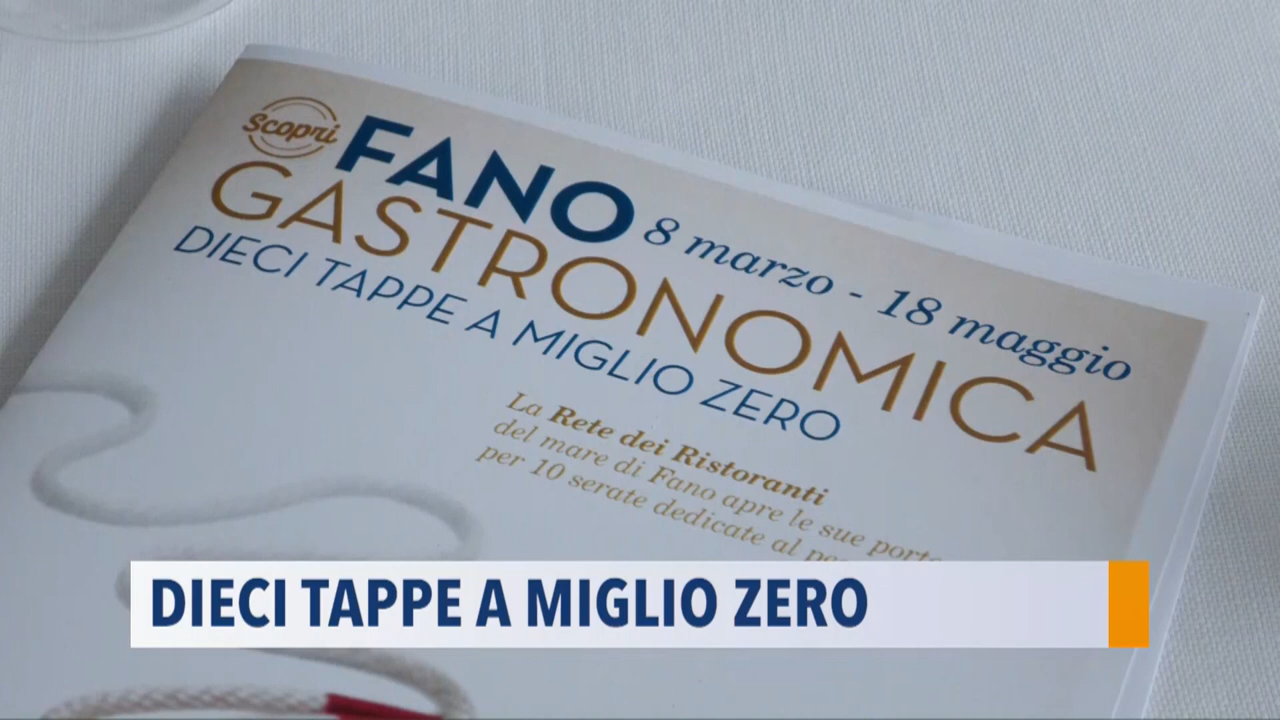 Scopri
FANO
8 marzo - 18 maggio
GASTRONOMICA
DIECI TAPPE A MIGLIO ZERO
La Rete dei Ristoranti
del mare di Fano apre le sue porte
per 10 serate dedicate al
DIECI TAPPE A MIGLIO ZERO